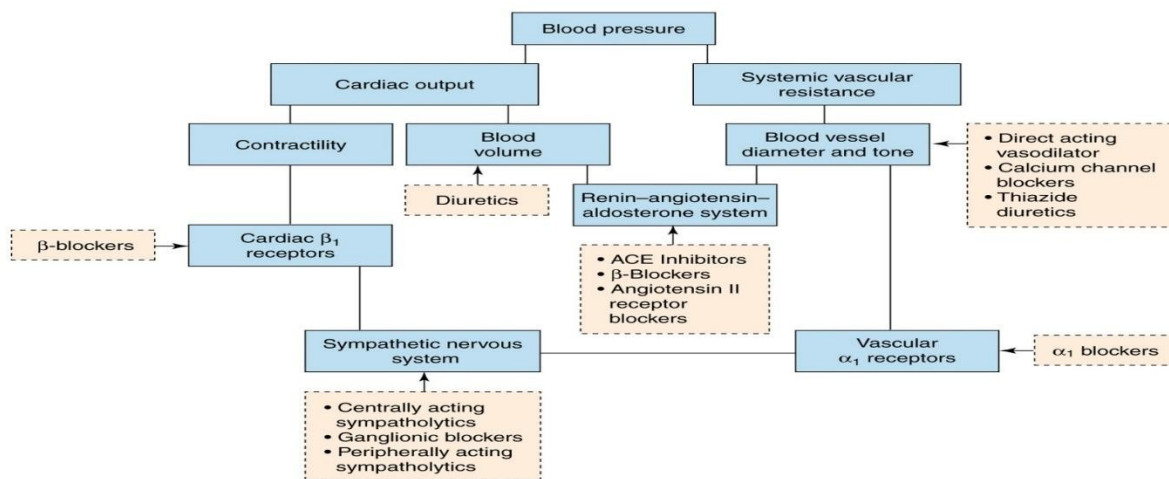 Blood pressure
Cardiac output
Systemic vascular
resistance
Contractility
Blood
volume
Blood vessel
diameter and tone
• Direct acting
vasodilator
• Calcium channel
blockers
• Thiazide
diuretics
Diuretics
Renin–angiotensin–
aldosterone system
β-blockers
Cardiac β₁
receptors
• ACE Inhibitors
• β-Blockers
• Angiotensin II
receptor
blockers
Sympathetic nervous
system
Vascular
α₁ receptors
α₁ blockers
• Centrally acting
sympatholytics
• Ganglionic blockers
• Peripherally acting
sympatholytics